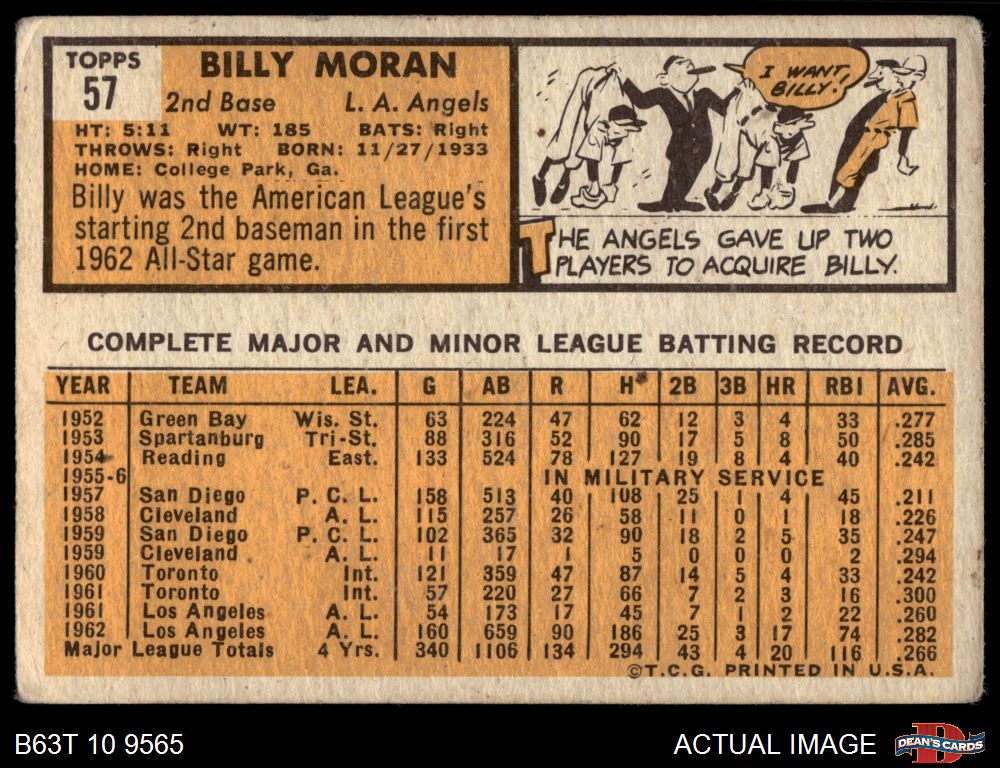 TOPPS
57
BILLY MORAN
2nd Base L. A. Angels
HT: 5:11 WT: 185 BATS: Right
THROWS: Right BORN: 11/27/1933
HOME: College Park, Ga.
Billy was the American League's
starting 2nd baseman in the first
1962 All-Star game.
I WANT
BILLY!
THE ANGELS GAVE UP TWO
PLAYERS TO ACQUIRE BILLY.
COMPLETE MAJOR AND MINOR LEAGUE BATTING RECORD
YEAR TEAM LEA. G AB R H 2B 3B HR RBI AVG.
1952 Green Bay Wis. St. 63 224 47 62 12 3 4 33 .277
1953 Spartanburg Tri-St. 88 316 52 90 17 5 8 50 .285
1954 Reading East. 133 524 78 127 19 8 4 40 .242
1955-6 IN MILITARY SERVICE
1957 San Diego P. C. L. 158 513 40 108 25 1 4 45 .211
1958 Cleveland A. L. 115 257 26 58 11 0 1 18 .226
1959 San Diego P. C. L. 102 365 32 90 18 2 5 35 .247
1959 Cleveland A. L. 11 17 1 5 0 0 0 2 .294
1960 Toronto Int. 121 359 47 87 14 5 4 33 .242
1961 Toronto Int. 57 220 27 66 7 2 3 16 .300
1961 Los Angeles A. L. 54 173 17 45 7 1 2 22 .260
1962 Los Angeles A. L. 160 659 90 186 25 3 17 74 .282
Major League Totals 4 Yrs. 340 1106 134 294 43 4 20 116 .266
©T.C.G. PRINTED IN U.S.A.
B63T 10 9565
ACTUAL IMAGE
D
DEAN'S CARDS